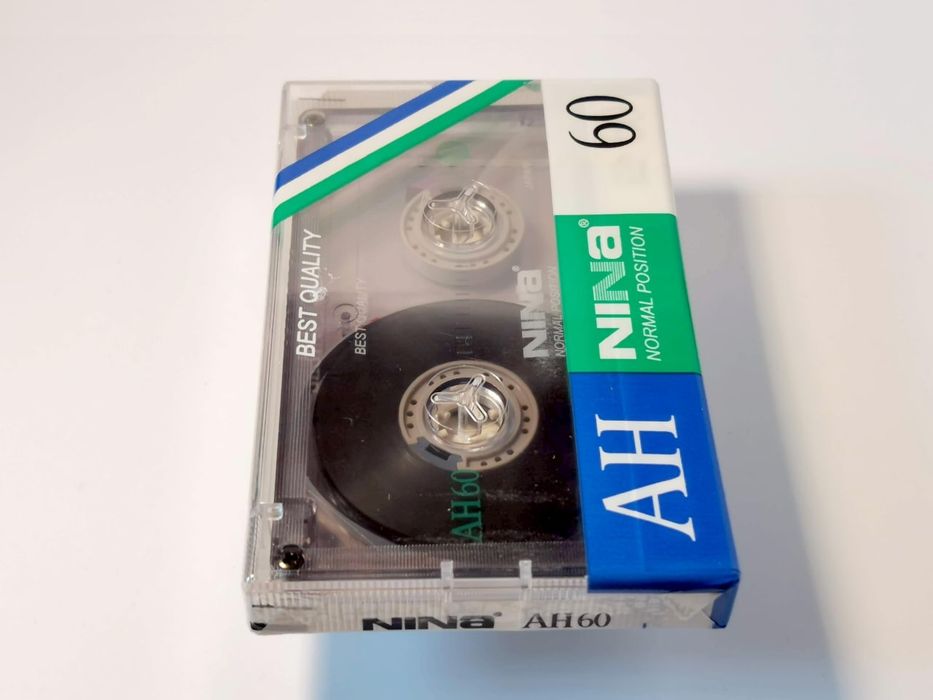 60
NINa®
NORMAL POSITION
AH
BEST QUALITY
BEST QUALITY
NINa®
NORMAL POSITION
AH60
NINa® AH60